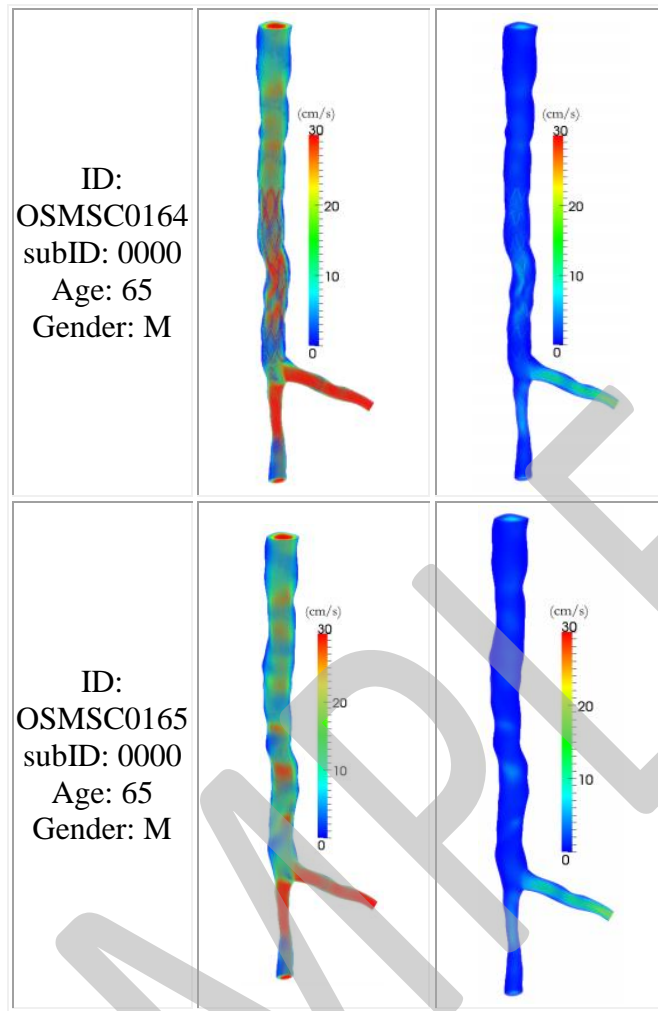 ID:
OSMSC0164
subID: 0000
Age: 65
Gender: M
(cm/s)
30
20
10
0
(cm/s)
30
20
10
0
ID:
OSMSC0165
subID: 0000
Age: 65
Gender: M
(cm/s)
30
20
10
0
(cm/s)
30
20
10
0
MPLE